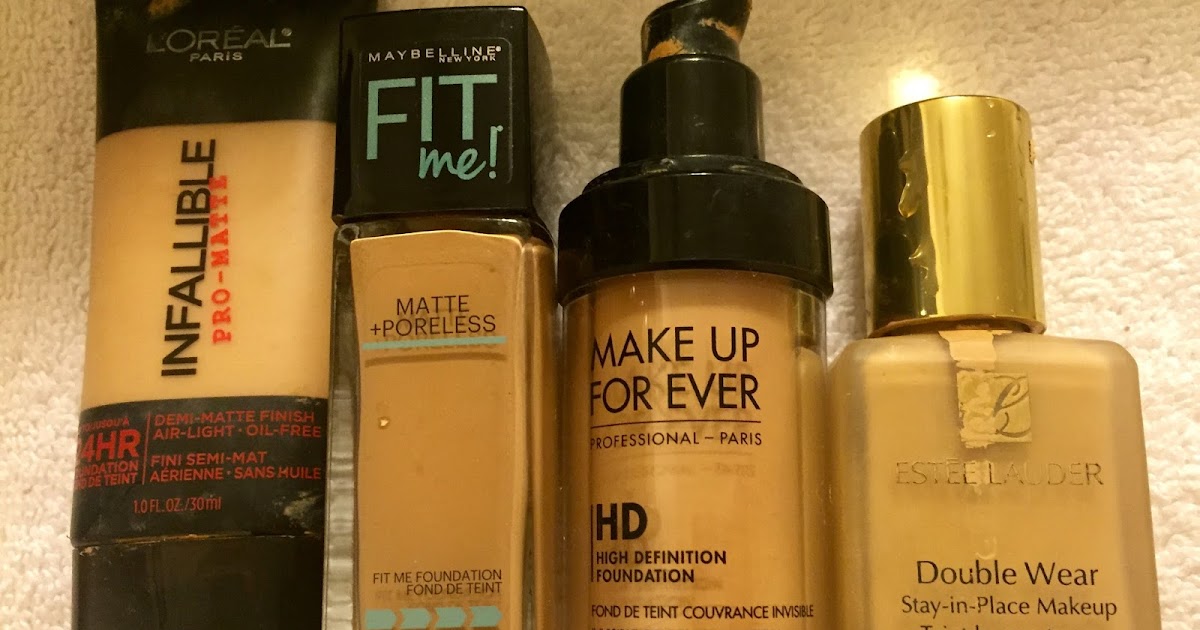 L'ORÉAL®
PARIS
INFALLIBLE
PRO-MATTE
24HR
FOUNDATION
FOND DE TEINT
DEMI-MATTE FINISH
AIR-LIGHT • OIL-FREE
FINI SEMI-MAT
AÉRIENNE • SANS HUILE
1.0 FL.OZ./30ml
MAYBELLINE®
NEW YORK
FIT
me!
MATTE
+PORELESS
FIT ME FOUNDATION
FOND DE TEINT
MAKE UP
FOR EVER
PROFESSIONAL – PARIS
HD
HIGH DEFINITION
FOUNDATION
FOND DE TEINT COUVRANCE INVISIBLE
ESTĒE LAUDER
Double Wear
Stay-in-Place Makeup